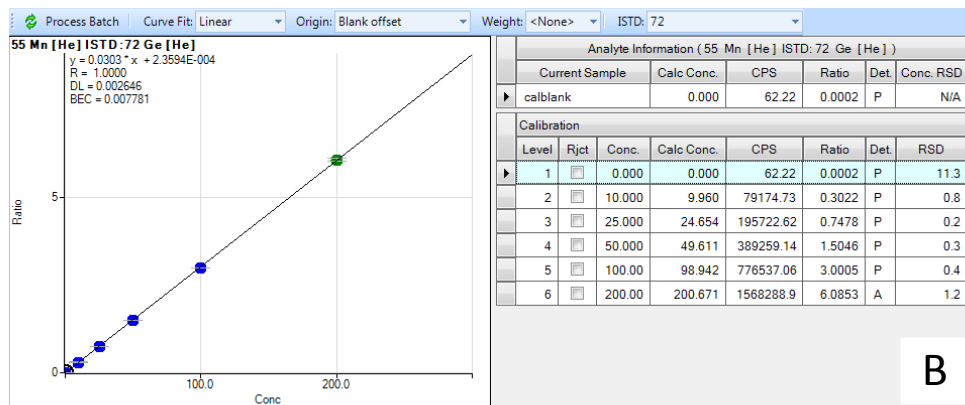 Process Batch Curve Fit: Linear Origin: Blank offset Weight: <None> ISTD: 72
55 Mn [He] ISTD:72 Ge [He]
y = 0.0303 * x + 2.3594E-004
R = 1.0000
DL = 0.002646
BEC = 0.007781
5
Ratio
0
100.0 200.0
Conc
Analyte Information ( 55 Mn [ He ] ISTD: 72 Ge [ He ] )
Current Sample Calc Conc. CPS Ratio Det. Conc. RSD
calblank 0.000 62.22 0.0002 P N/A
Calibration
Level Rjct Conc. Calc Conc. CPS Ratio Det. RSD
1 0.000 0.000 62.22 0.0002 P 11.3
2 10.000 9.960 79174.73 0.3022 P 0.8
3 25.000 24.654 195722.62 0.7478 P 0.2
4 50.000 49.611 389259.14 1.5046 P 0.3
5 100.00 98.942 776537.06 3.0005 P 0.4
6 200.00 200.671 1568288.9 6.0853 A 1.2
B